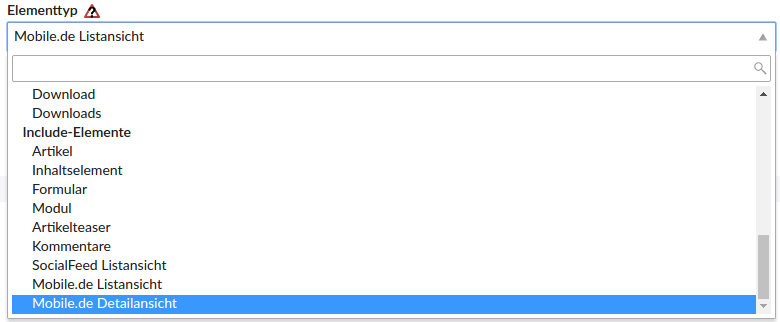 Elementtyp
Mobile.de Listansicht
Download
Downloads
Include-Elemente
Artikel
Inhaltselement
Formular
Modul
Artikelteaser
Kommentare
SocialFeed Listansicht
Mobile.de Listansicht
Mobile.de Detailansicht